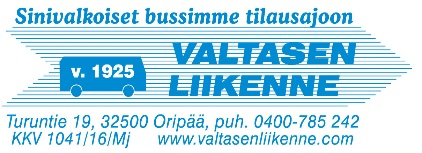 Sinivalkoiset bussimme tilausajoon
v. 1925
VALTASEN
LIIKENNE
Turuntie 19, 32500 Oripää, puh. 0400-785 242
KKV 1041/16/Mj www.valtasenliikenne.com